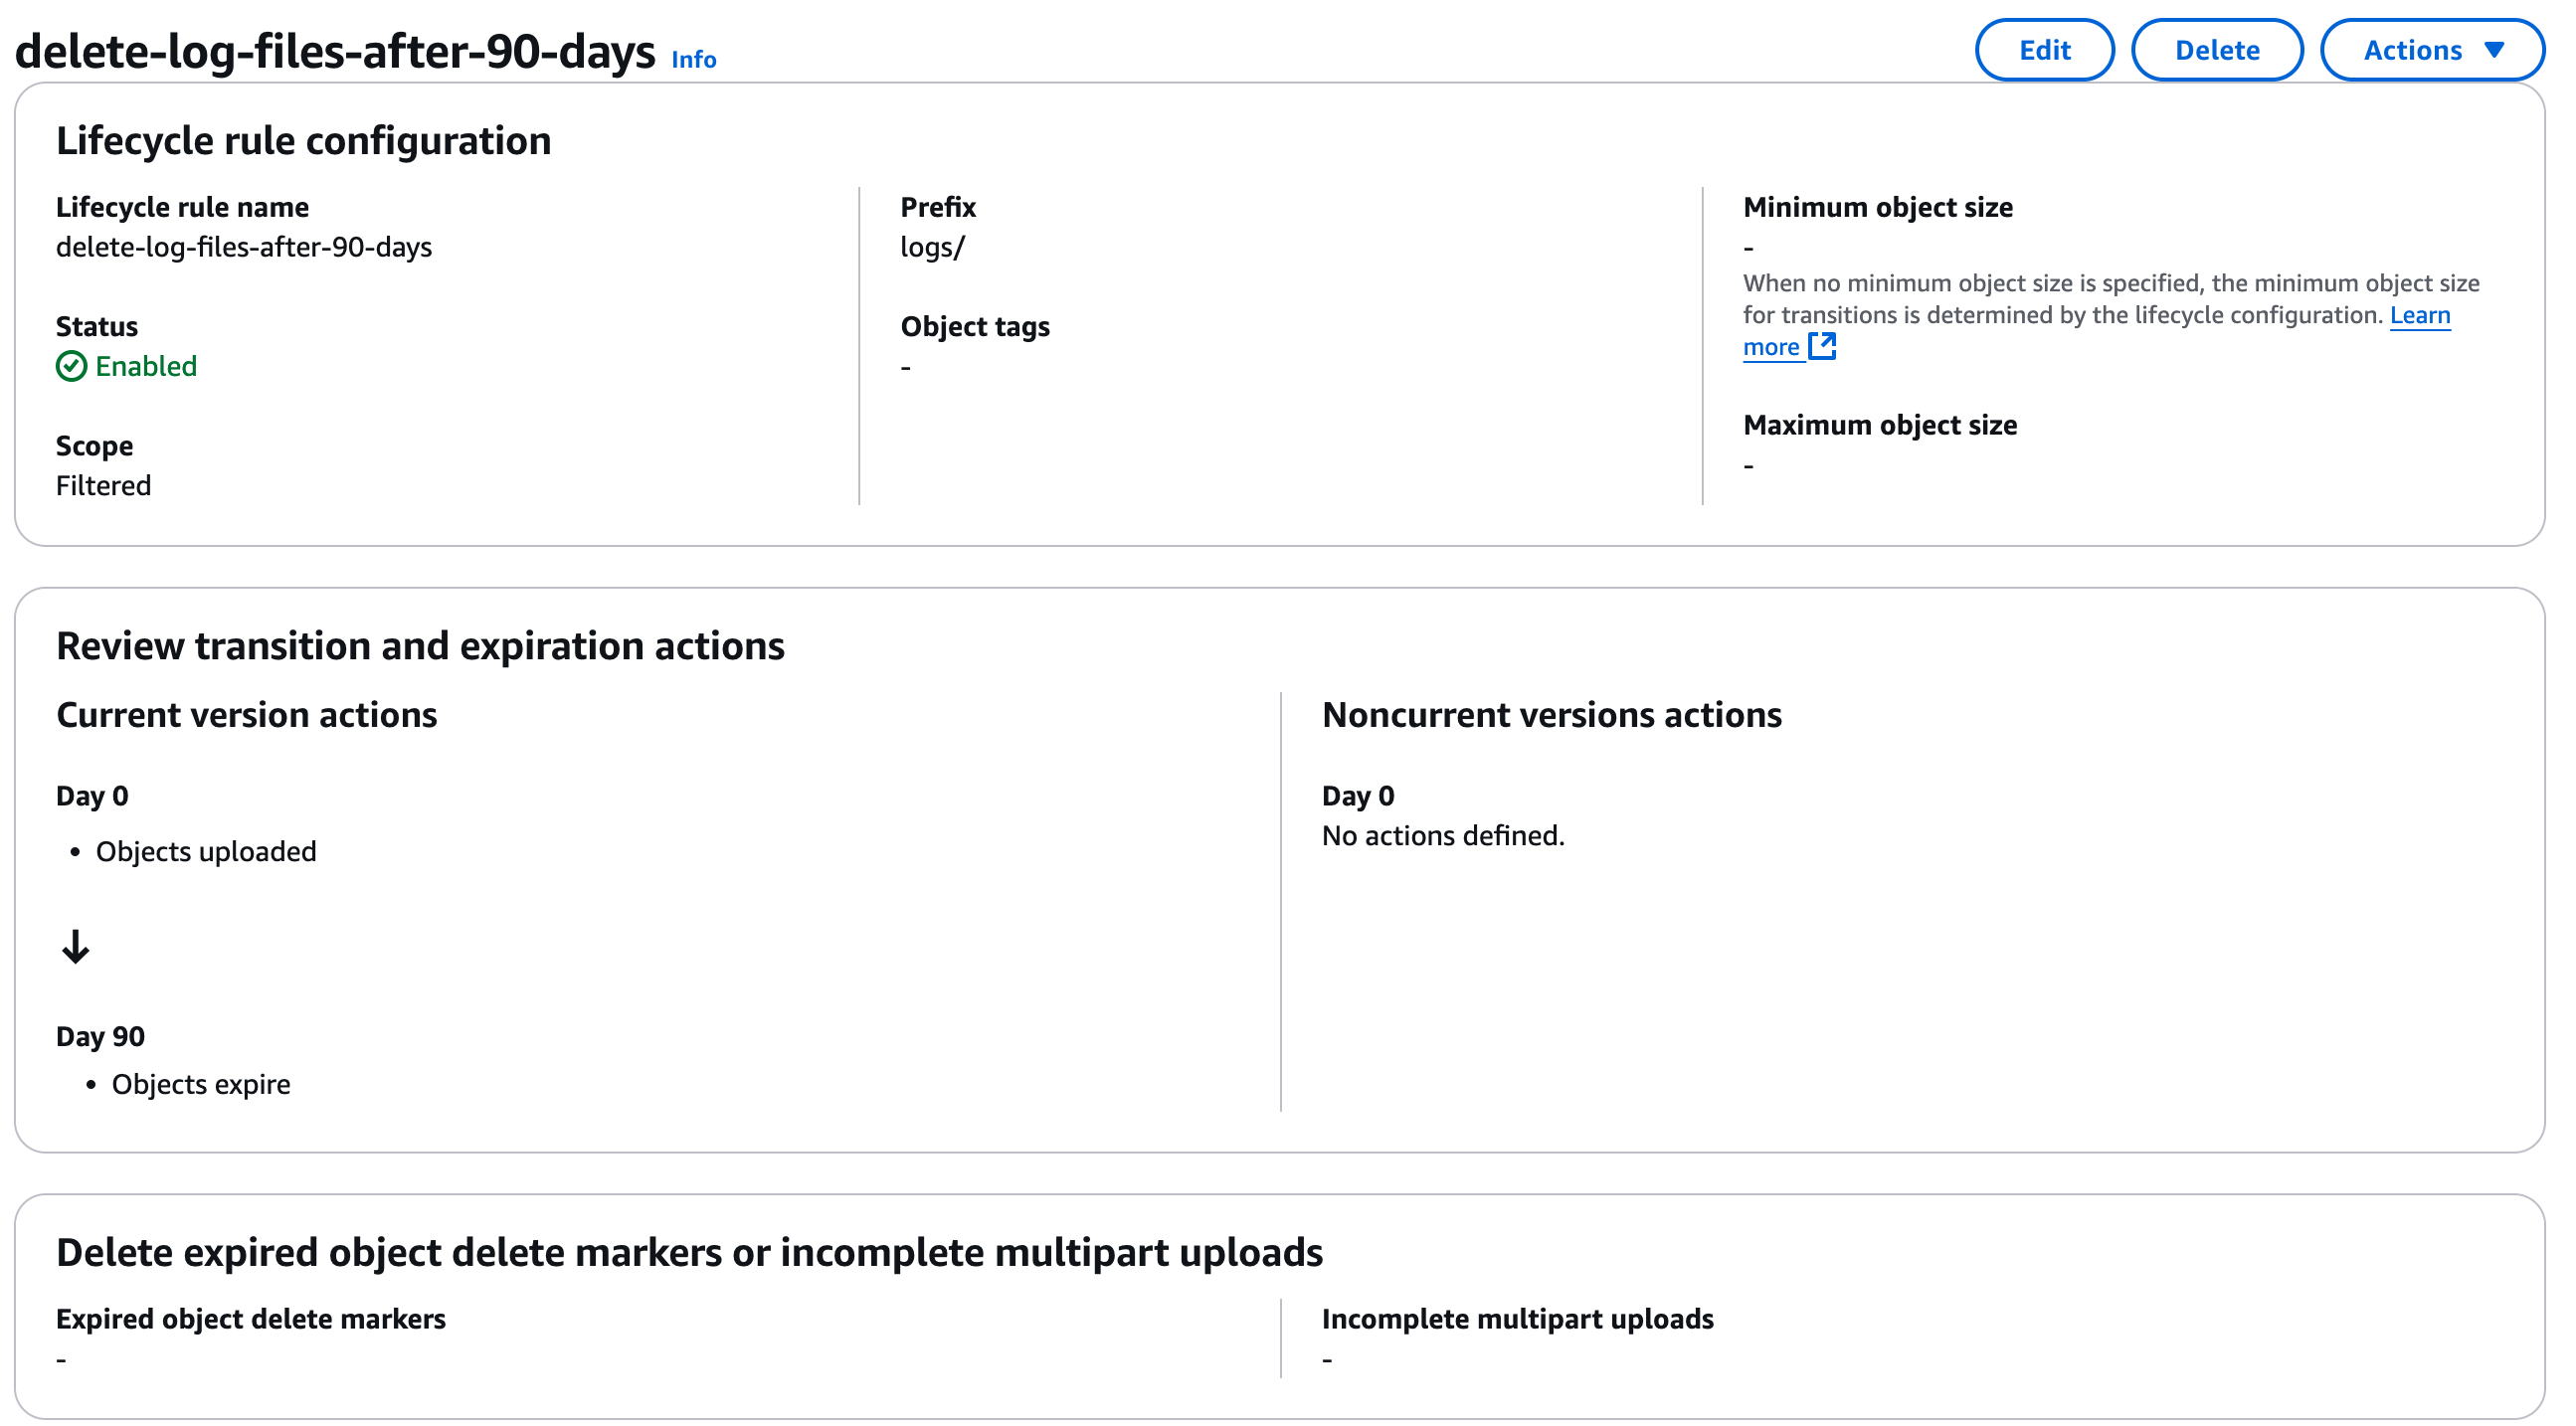 delete-log-files-after-90-days Info
Edit
Delete
Actions
Lifecycle rule configuration
Lifecycle rule name
delete-log-files-after-90-days
Status
Enabled
Scope
Filtered
Prefix
logs/
Object tags
-
Minimum object size
-
When no minimum object size is specified, the minimum object size
for transitions is determined by the lifecycle configuration. Learn
more
Maximum object size
-
Review transition and expiration actions
Current version actions
Day 0
• Objects uploaded
Day 90
• Objects expire
Noncurrent versions actions
Day 0
No actions defined.
Delete expired object delete markers or incomplete multipart uploads
Expired object delete markers
-
Incomplete multipart uploads
-